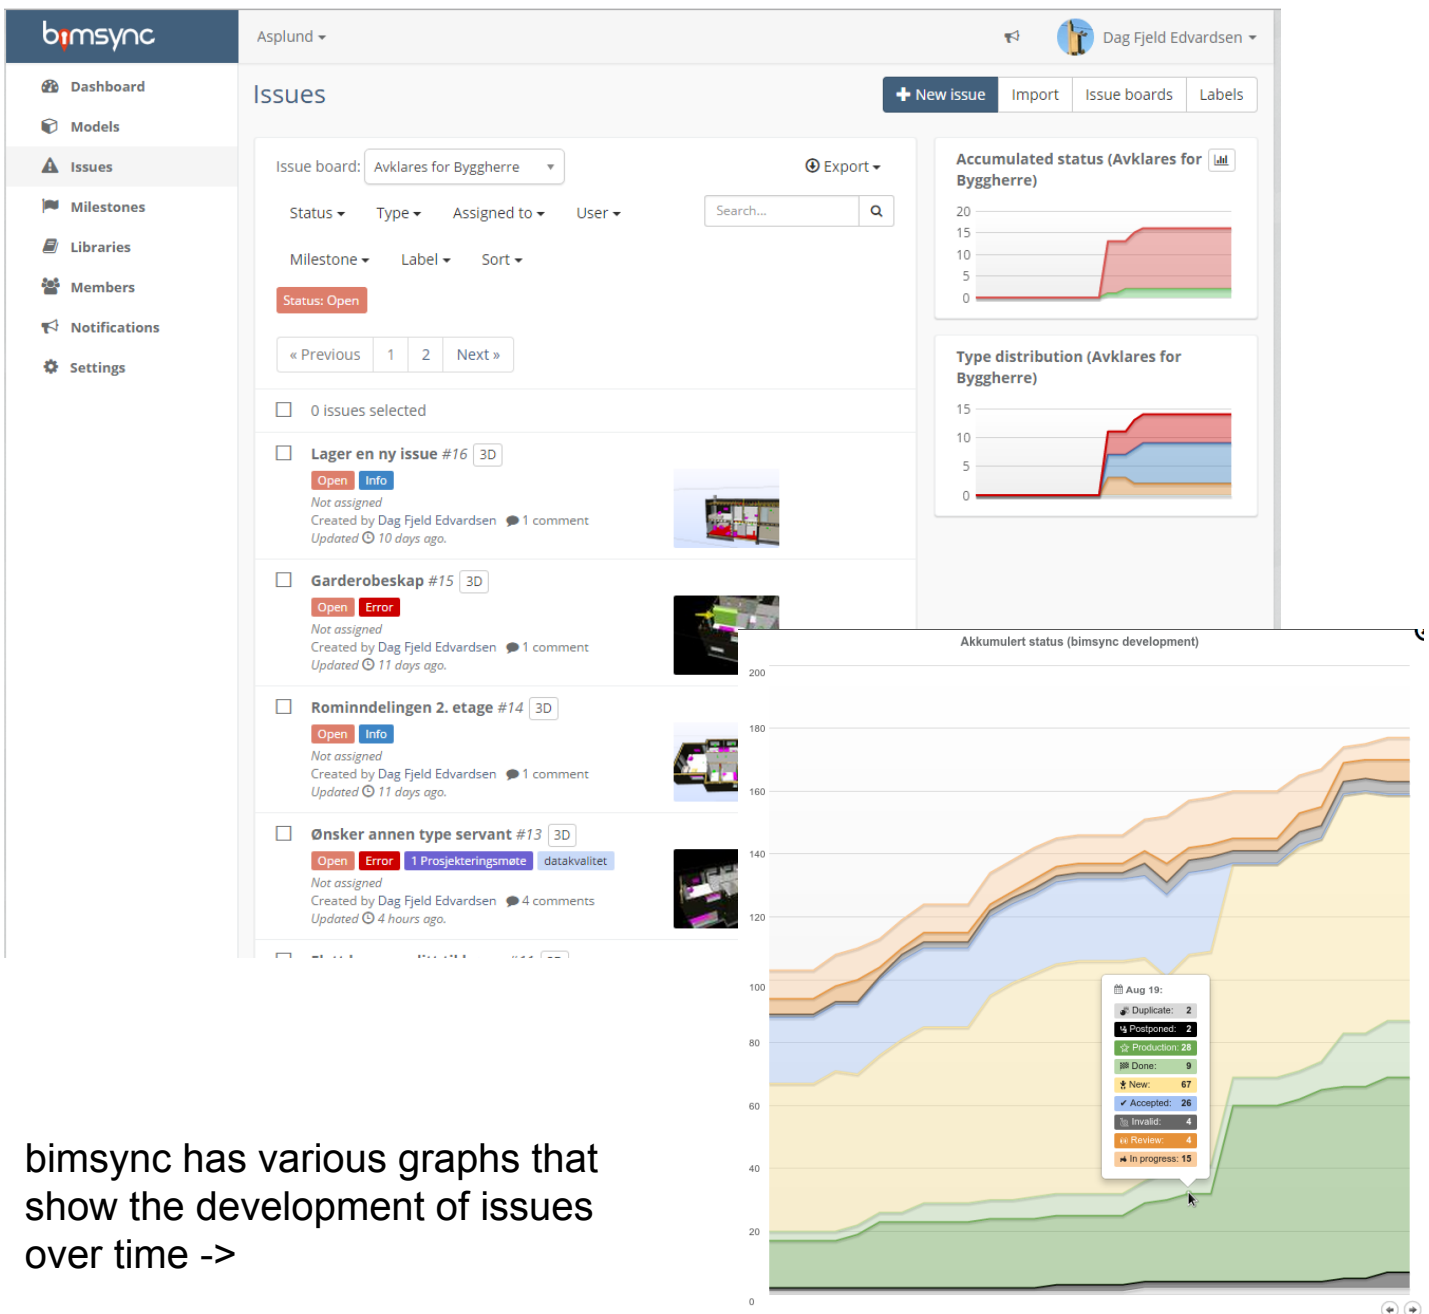 bimsync
Asplund
Dag Fjeld Edvardsen
Dashboard
Models
Issues
Milestones
Libraries
Members
Notifications
Settings
Issues
New issue
Import
Issue boards
Labels
Issue board: Avklares for Byggherre
Export
Status
Type
Assigned to
User
Search...
Milestone
Label
Sort
Status: Open
« Previous 1 2 Next »
0 issues selected
Lager en ny issue #16 3D
Open Info
Not assigned
Created by Dag Fjeld Edvardsen 1 comment
Updated 10 days ago.
Garderobeskap #15 3D
Open Error
Not assigned
Created by Dag Fjeld Edvardsen 1 comment
Updated 11 days ago.
Rominndelingen 2. etage #14 3D
Open Info
Not assigned
Created by Dag Fjeld Edvardsen 1 comment
Updated 11 days ago.
Ønsker annen type servant #13 3D
Open Error 1 Prosjekteringsmøte datakvalitet
Not assigned
Created by Dag Fjeld Edvardsen 4 comments
Updated 4 hours ago.
Accumulated status (Avklares for
Byggherre)
20
15
10
5
0
Type distribution (Avklares for
Byggherre)
15
10
5
0
Akkumulert status (bimsync development)
200
180
160
140
120
100
80
60
40
20
0
Aug 19:
Duplicate: 2
Postponed: 2
Production: 28
Done: 9
New: 67
Accepted: 26
Invalid: 4
Review: 4
In progress: 15
bimsync has various graphs that
show the development of issues
over time ->